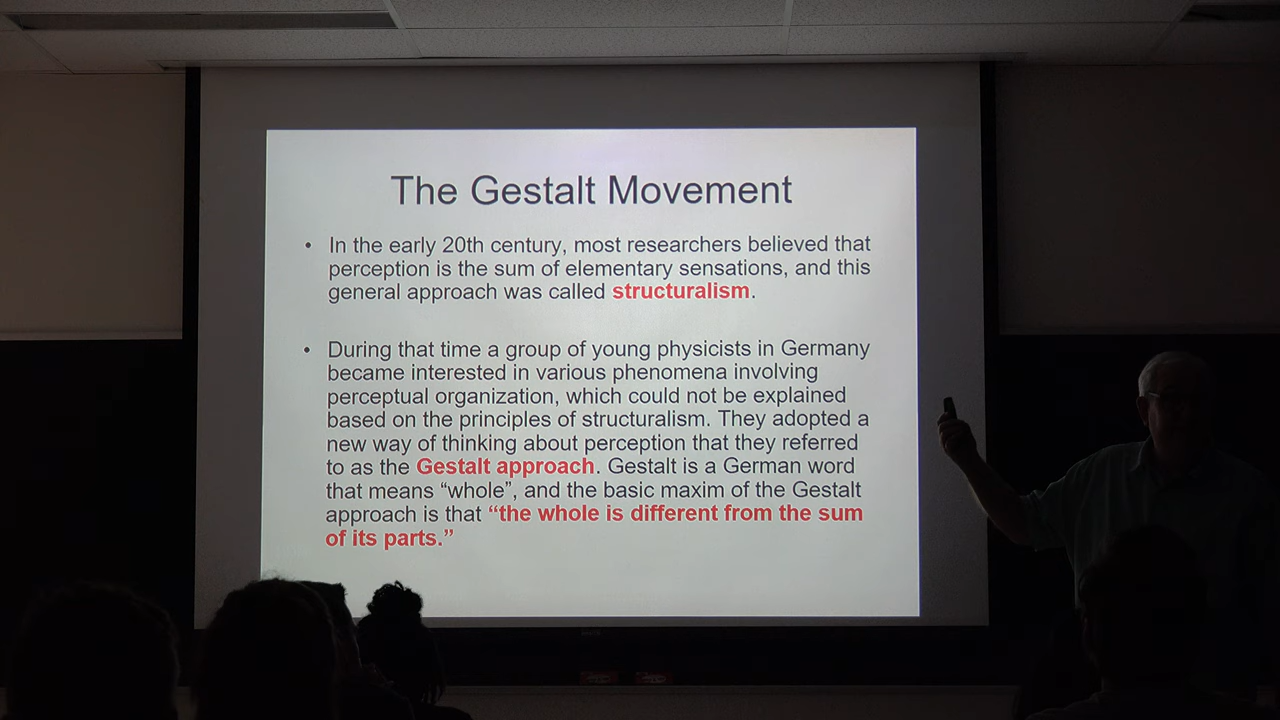 The Gestalt Movement
• In the early 20th century, most researchers believed that
perception is the sum of elementary sensations, and this
general approach was called structuralism.
• During that time a group of young physicists in Germany
became interested in various phenomena involving
perceptual organization, which could not be explained
based on the principles of structuralism. They adopted a
new way of thinking about perception that they referred
to as the Gestalt approach. Gestalt is a German word
that means “whole”, and the basic maxim of the Gestalt
approach is that “the whole is different from the sum
of its parts.”